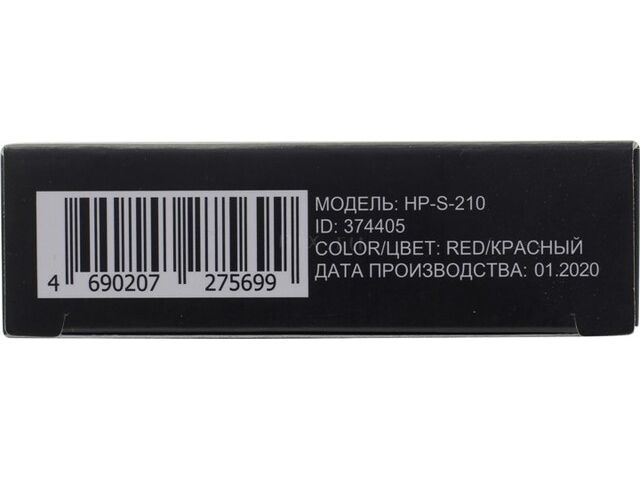 МОДЕЛЬ: HP-S-210
ID: 374405
COLOR/ЦВЕТ: RED/КРАСНЫЙ
ДАТА ПРОИЗВОДСТВА: 01.2020
4 690207 275699